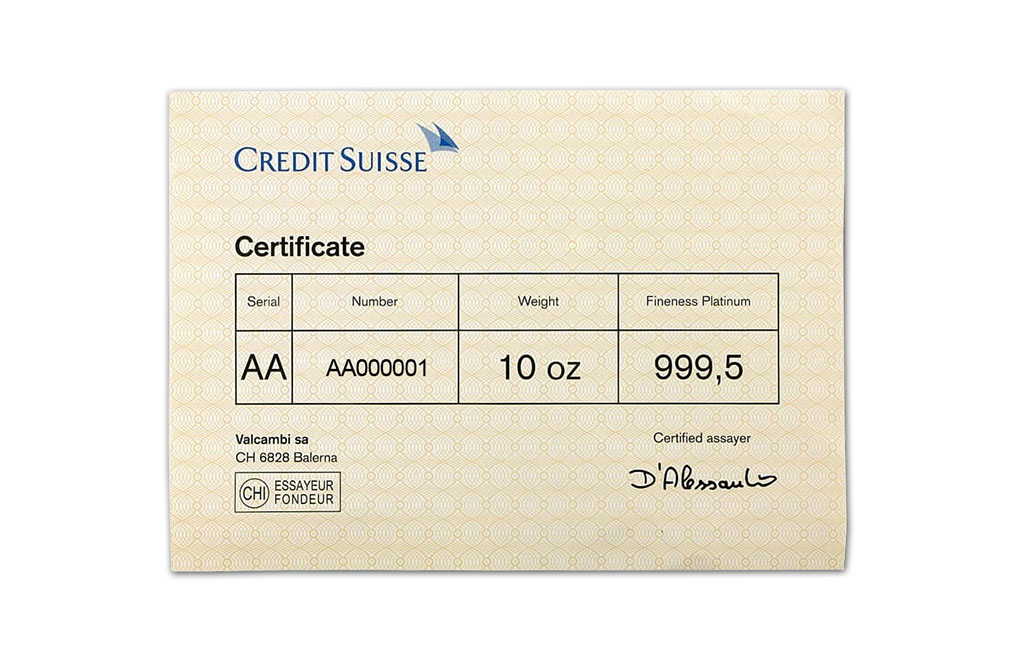 CREDIT SUISSE
Certificate
Serial Number Weight Fineness Platinum
AA AA000001 10 oz 999,5
Valcambi sa
CH 6828 Balerna
CHI ESSAYEUR
FONDEUR
Certified assayer
D'Alessandro